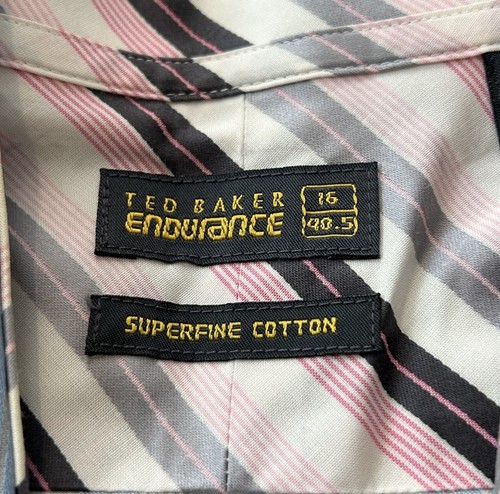 TED BAKER
ENDURANCE
16
40.5
SUPERFINE COTTON